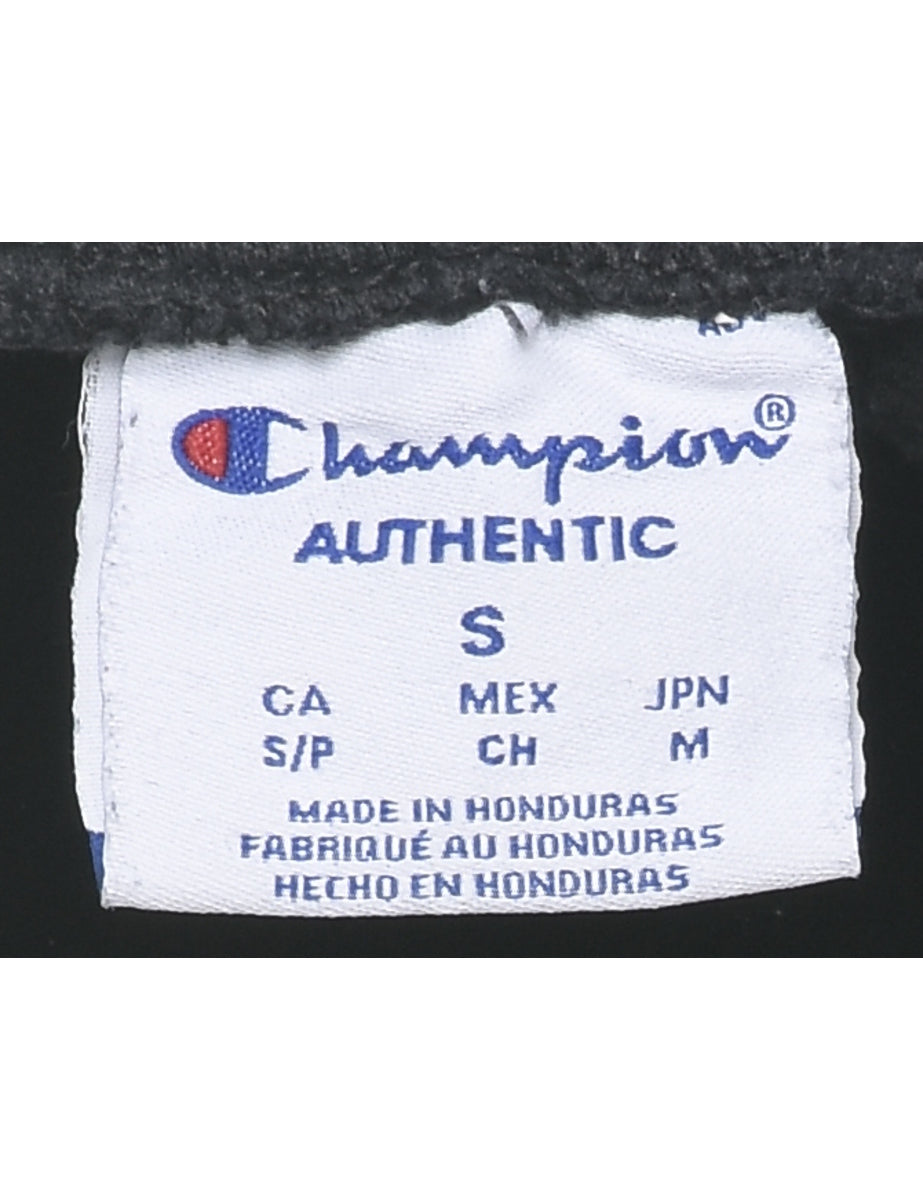 Champion®
AUTHENTIC
S
CA MEX JPN
S/P CH M
MADE IN HONDURAS
FABRIQUÉ AU HONDURAS
HECHO EN HONDURAS